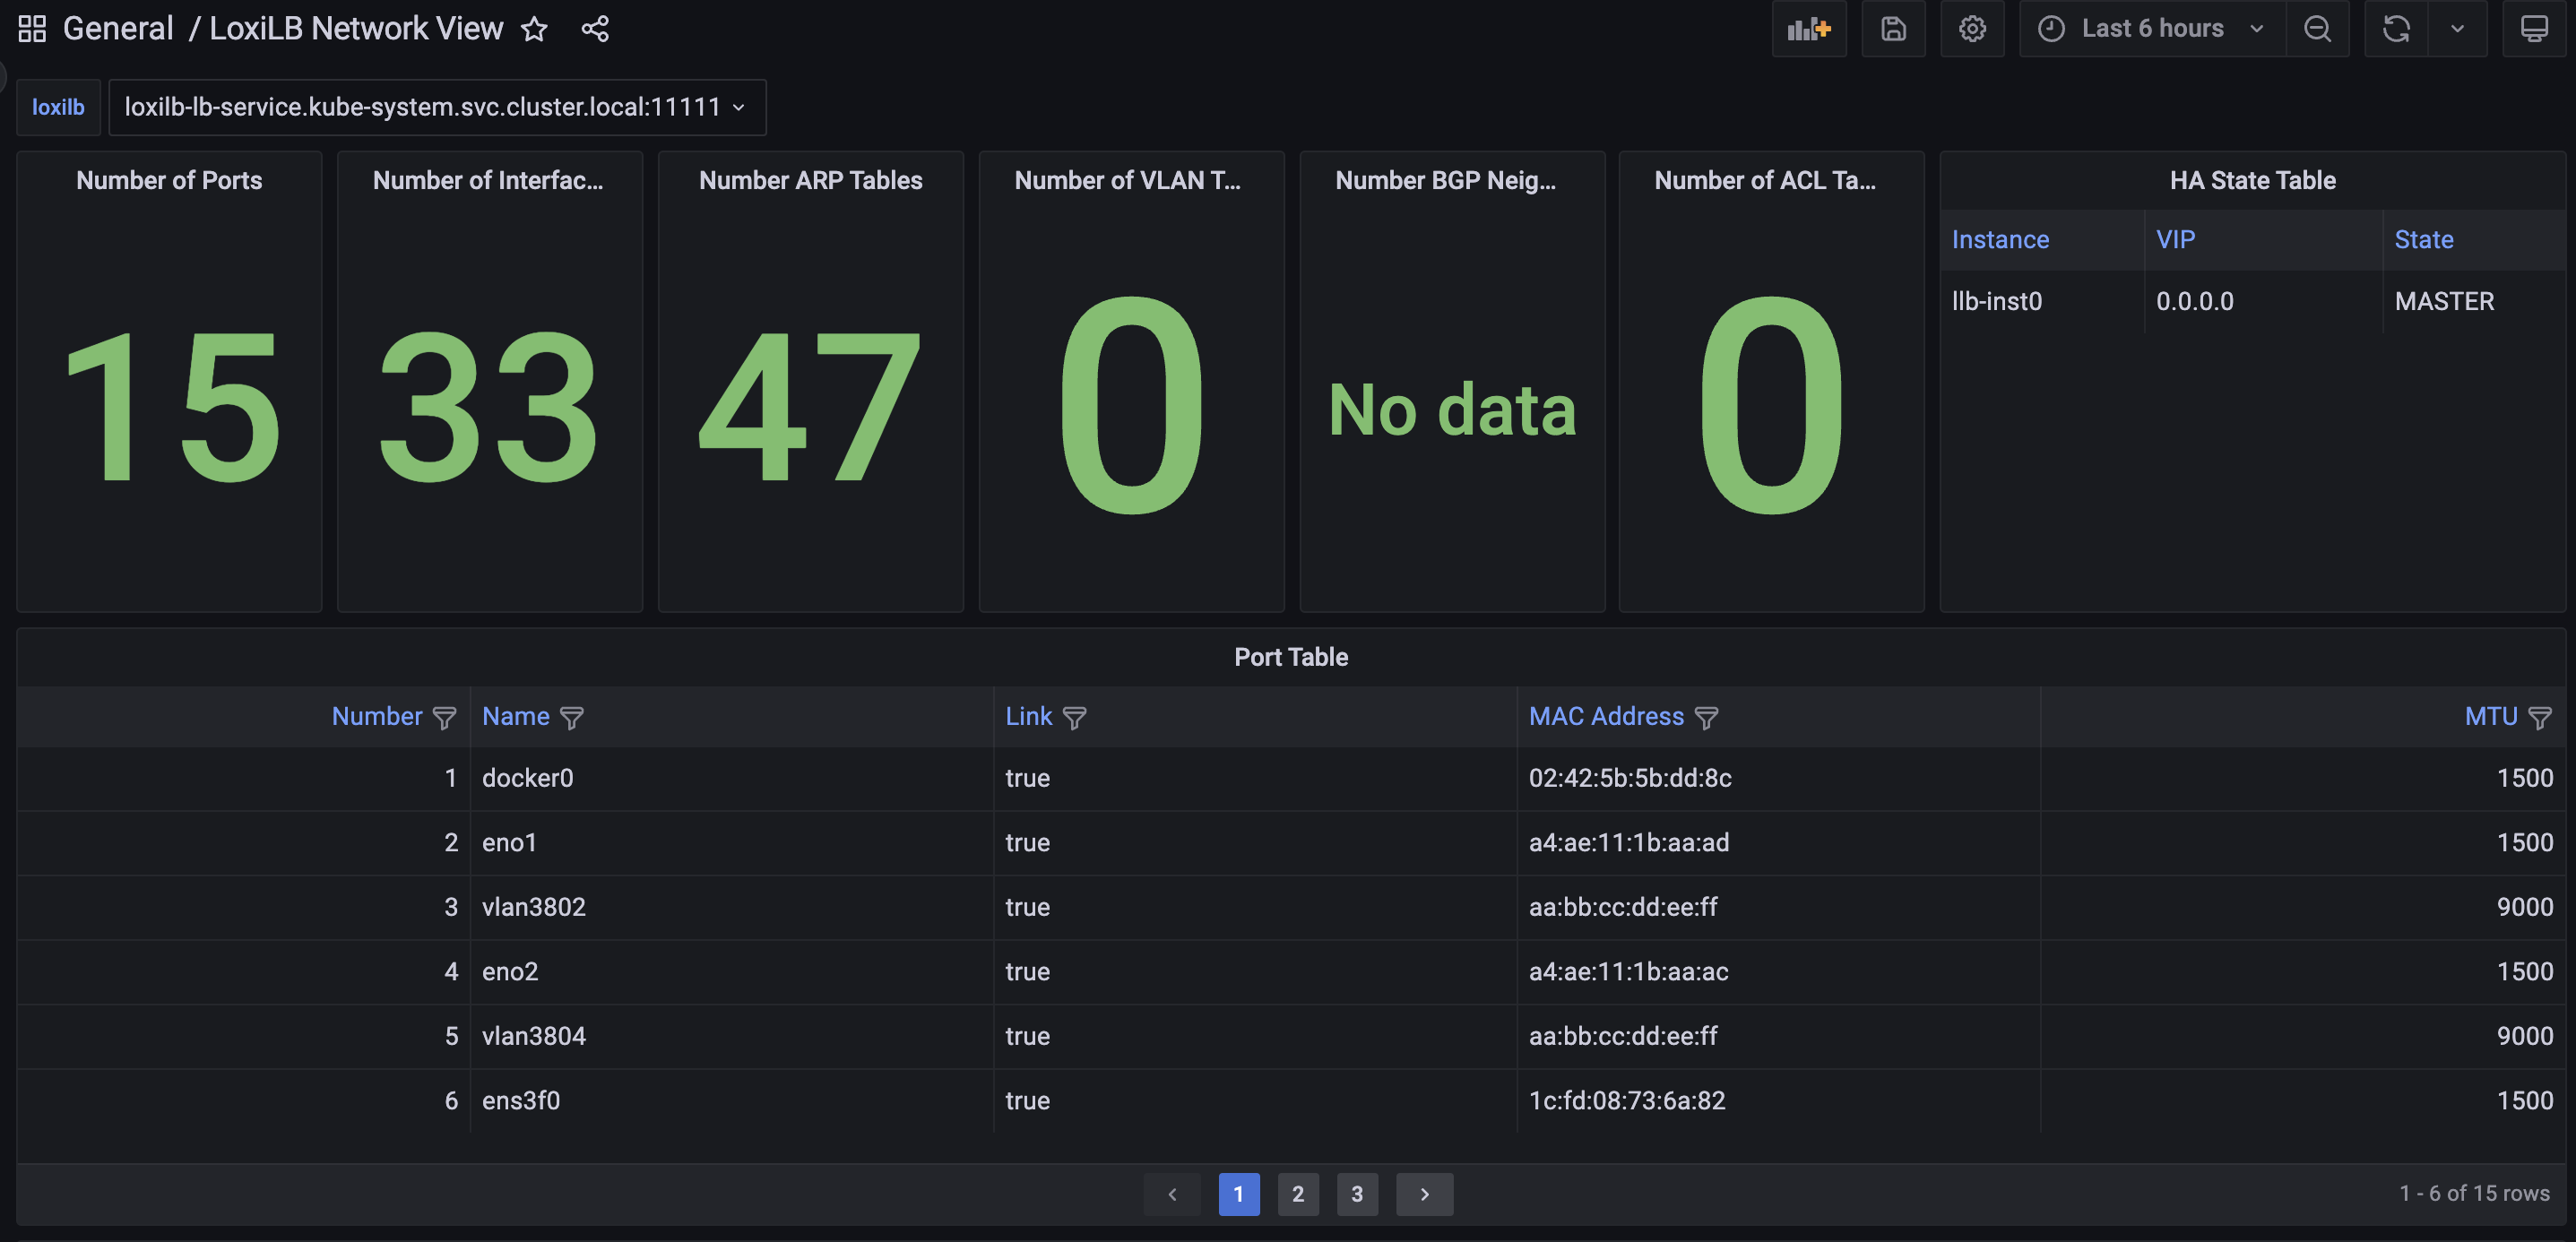 General / LoxiLB Network View
Last 6 hours
loxilb loxilb-lb-service.kube-system.svc.cluster.local:11111
Number of Ports
15
Number of Interfac...
33
Number ARP Tables
47
Number of VLAN T...
0
Number BGP Neig...
No data
Number of ACL Ta...
0
HA State Table
Instance VIP State
llb-inst0 0.0.0.0 MASTER
Port Table
Number Name Link MAC Address MTU
1 docker0 true 02:42:5b:5b:dd:8c 1500
2 eno1 true a4:ae:11:1b:aa:ad 1500
3 vlan3802 true aa:bb:cc:dd:ee:ff 9000
4 eno2 true a4:ae:11:1b:aa:ac 1500
5 vlan3804 true aa:bb:cc:dd:ee:ff 9000
6 ens3f0 true 1c:fd:08:73:6a:82 1500
1 2 3
1 - 6 of 15 rows